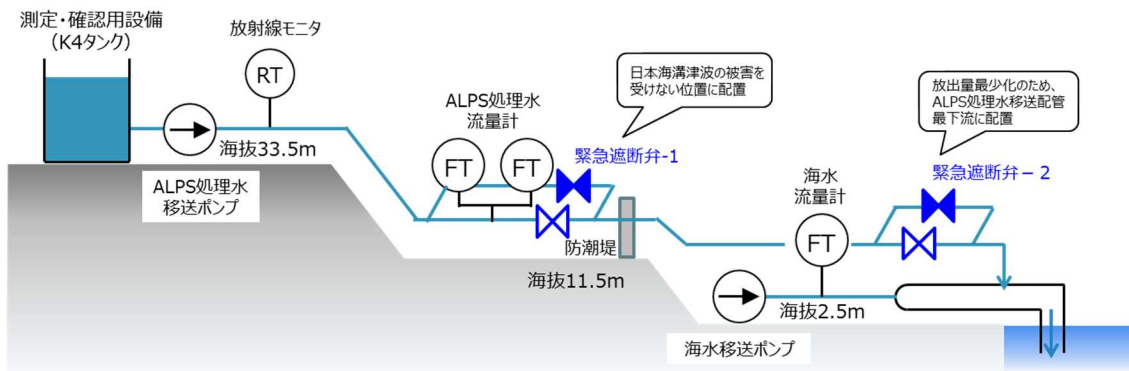 測定・確認用設備
(K4タンク)
放射線モニタ
RT
海抜33.5m
ALPS処理水
移送ポンプ
ALPS処理水
流量計
FT
FT
日本海溝津波の被害を
受けない位置に配置
緊急遮断弁-1
防潮堤
海抜11.5m
海水
流量計
FT
放出量最少化のため、
ALPS処理水移送配管
最下流に配置
緊急遮断弁－2
海抜2.5m
海水移送ポンプ